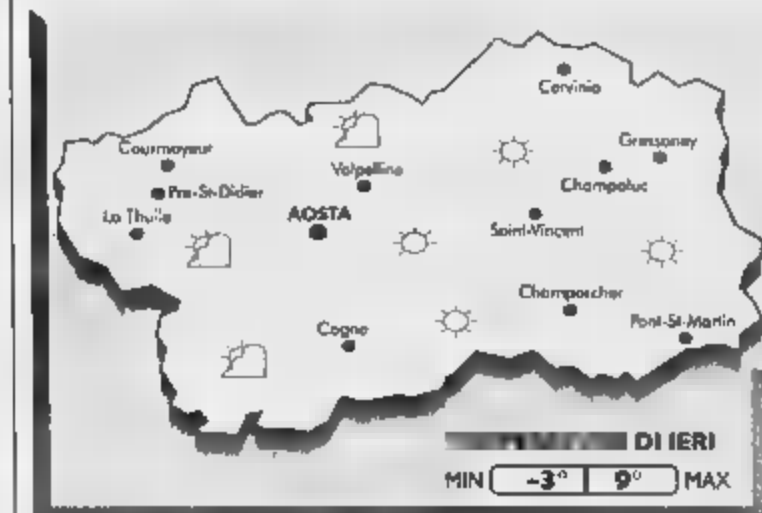 Cervinia
Courmayeur
Gressoney
Valpelline
Champoluc
Pre-St-Didier
La Thuile
AOSTA
Saint-Vincent
Champorcher
Cogne
Pont-St-Martin
DI IERI
MIN -3° 9° MAX